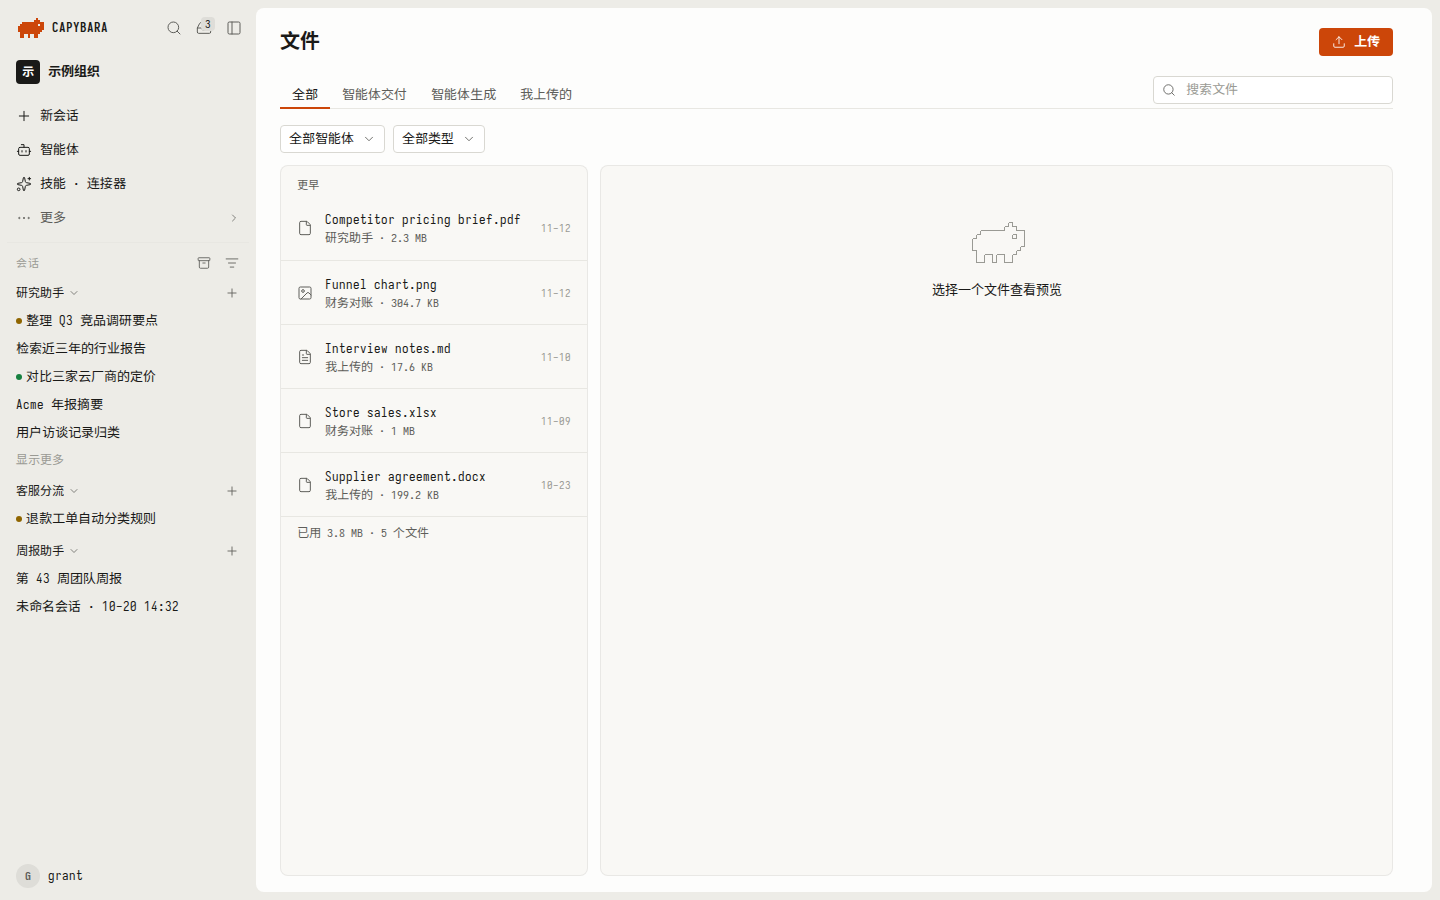 CAPYBARA
3
示 示例组织
新会话
智能体
技能 · 连接器
更多
会话
研究助手
整理 Q3 竞品调研要点
检索近三年的行业报告
对比三家云厂商的定价
Acme 年报摘要
用户访谈记录归类
显示更多
客服分流
退款工单自动分类规则
周报助手
第 43 周团队周报
未命名会话 · 10-20 14:32
G grant
文件
上传
全部 智能体交付 智能体生成 我上传的
搜索文件
全部智能体 全部类型
更早
Competitor pricing brief.pdf
研究助手 · 2.3 MB
11-12
Funnel chart.png
财务对账 · 304.7 KB
11-12
Interview notes.md
我上传的 · 17.6 KB
11-10
Store sales.xlsx
财务对账 · 1 MB
11-09
Supplier agreement.docx
我上传的 · 199.2 KB
10-23
已用 3.8 MB · 5 个文件
选择一个文件查看预览